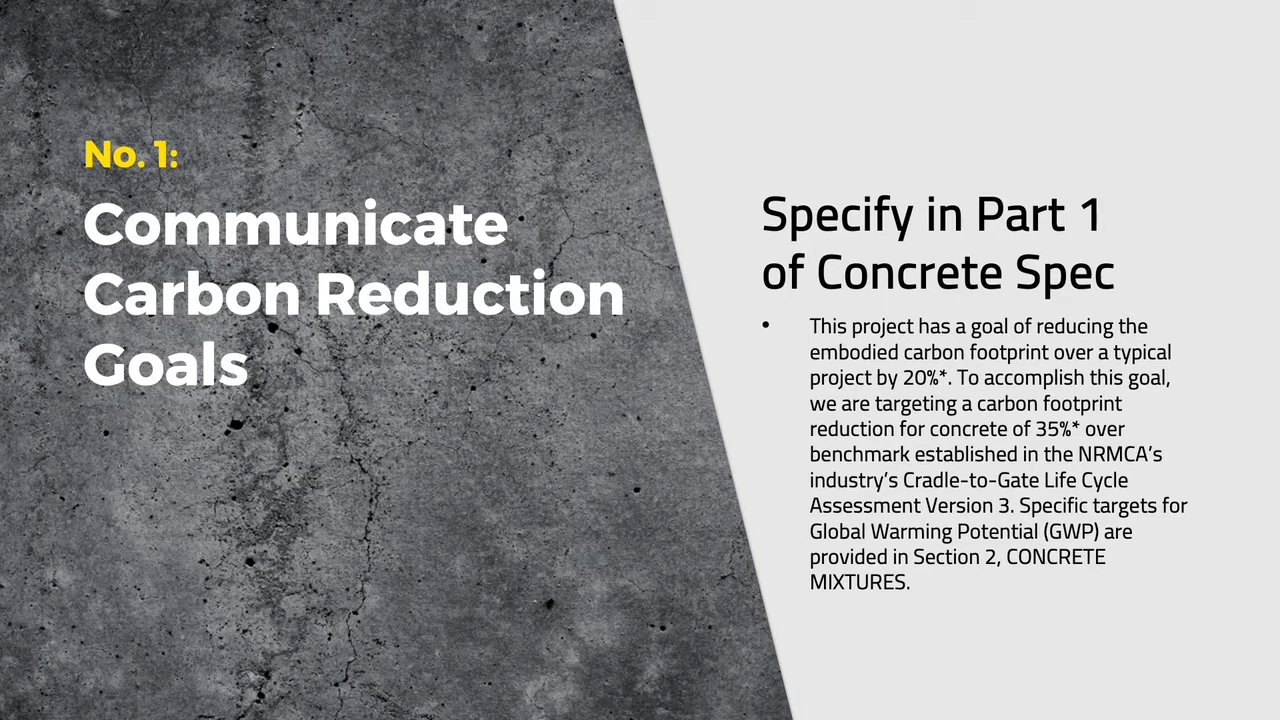 No. 1:
Communicate
Carbon Reduction
Goals
Specify in Part 1
of Concrete Spec
• This project has a goal of reducing the
embodied carbon footprint over a typical
project by 20%*. To accomplish this goal,
we are targeting a carbon footprint
reduction for concrete of 35%* over
benchmark established in the NRMCA’s
industry’s Cradle-to-Gate Life Cycle
Assessment Version 3. Specific targets for
Global Warming Potential (GWP) are
provided in Section 2, CONCRETE
MIXTURES.